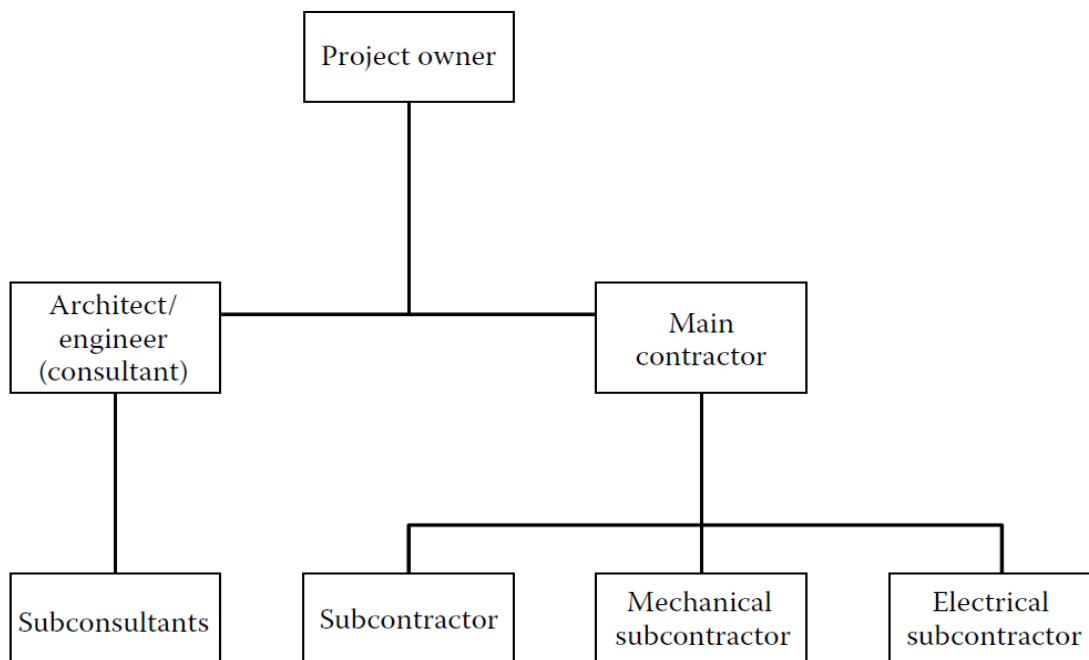 Project owner
Architect/
engineer
(consultant)
Main
contractor
Subconsultants
Subcontractor
Mechanical
subcontractor
Electrical
subcontractor